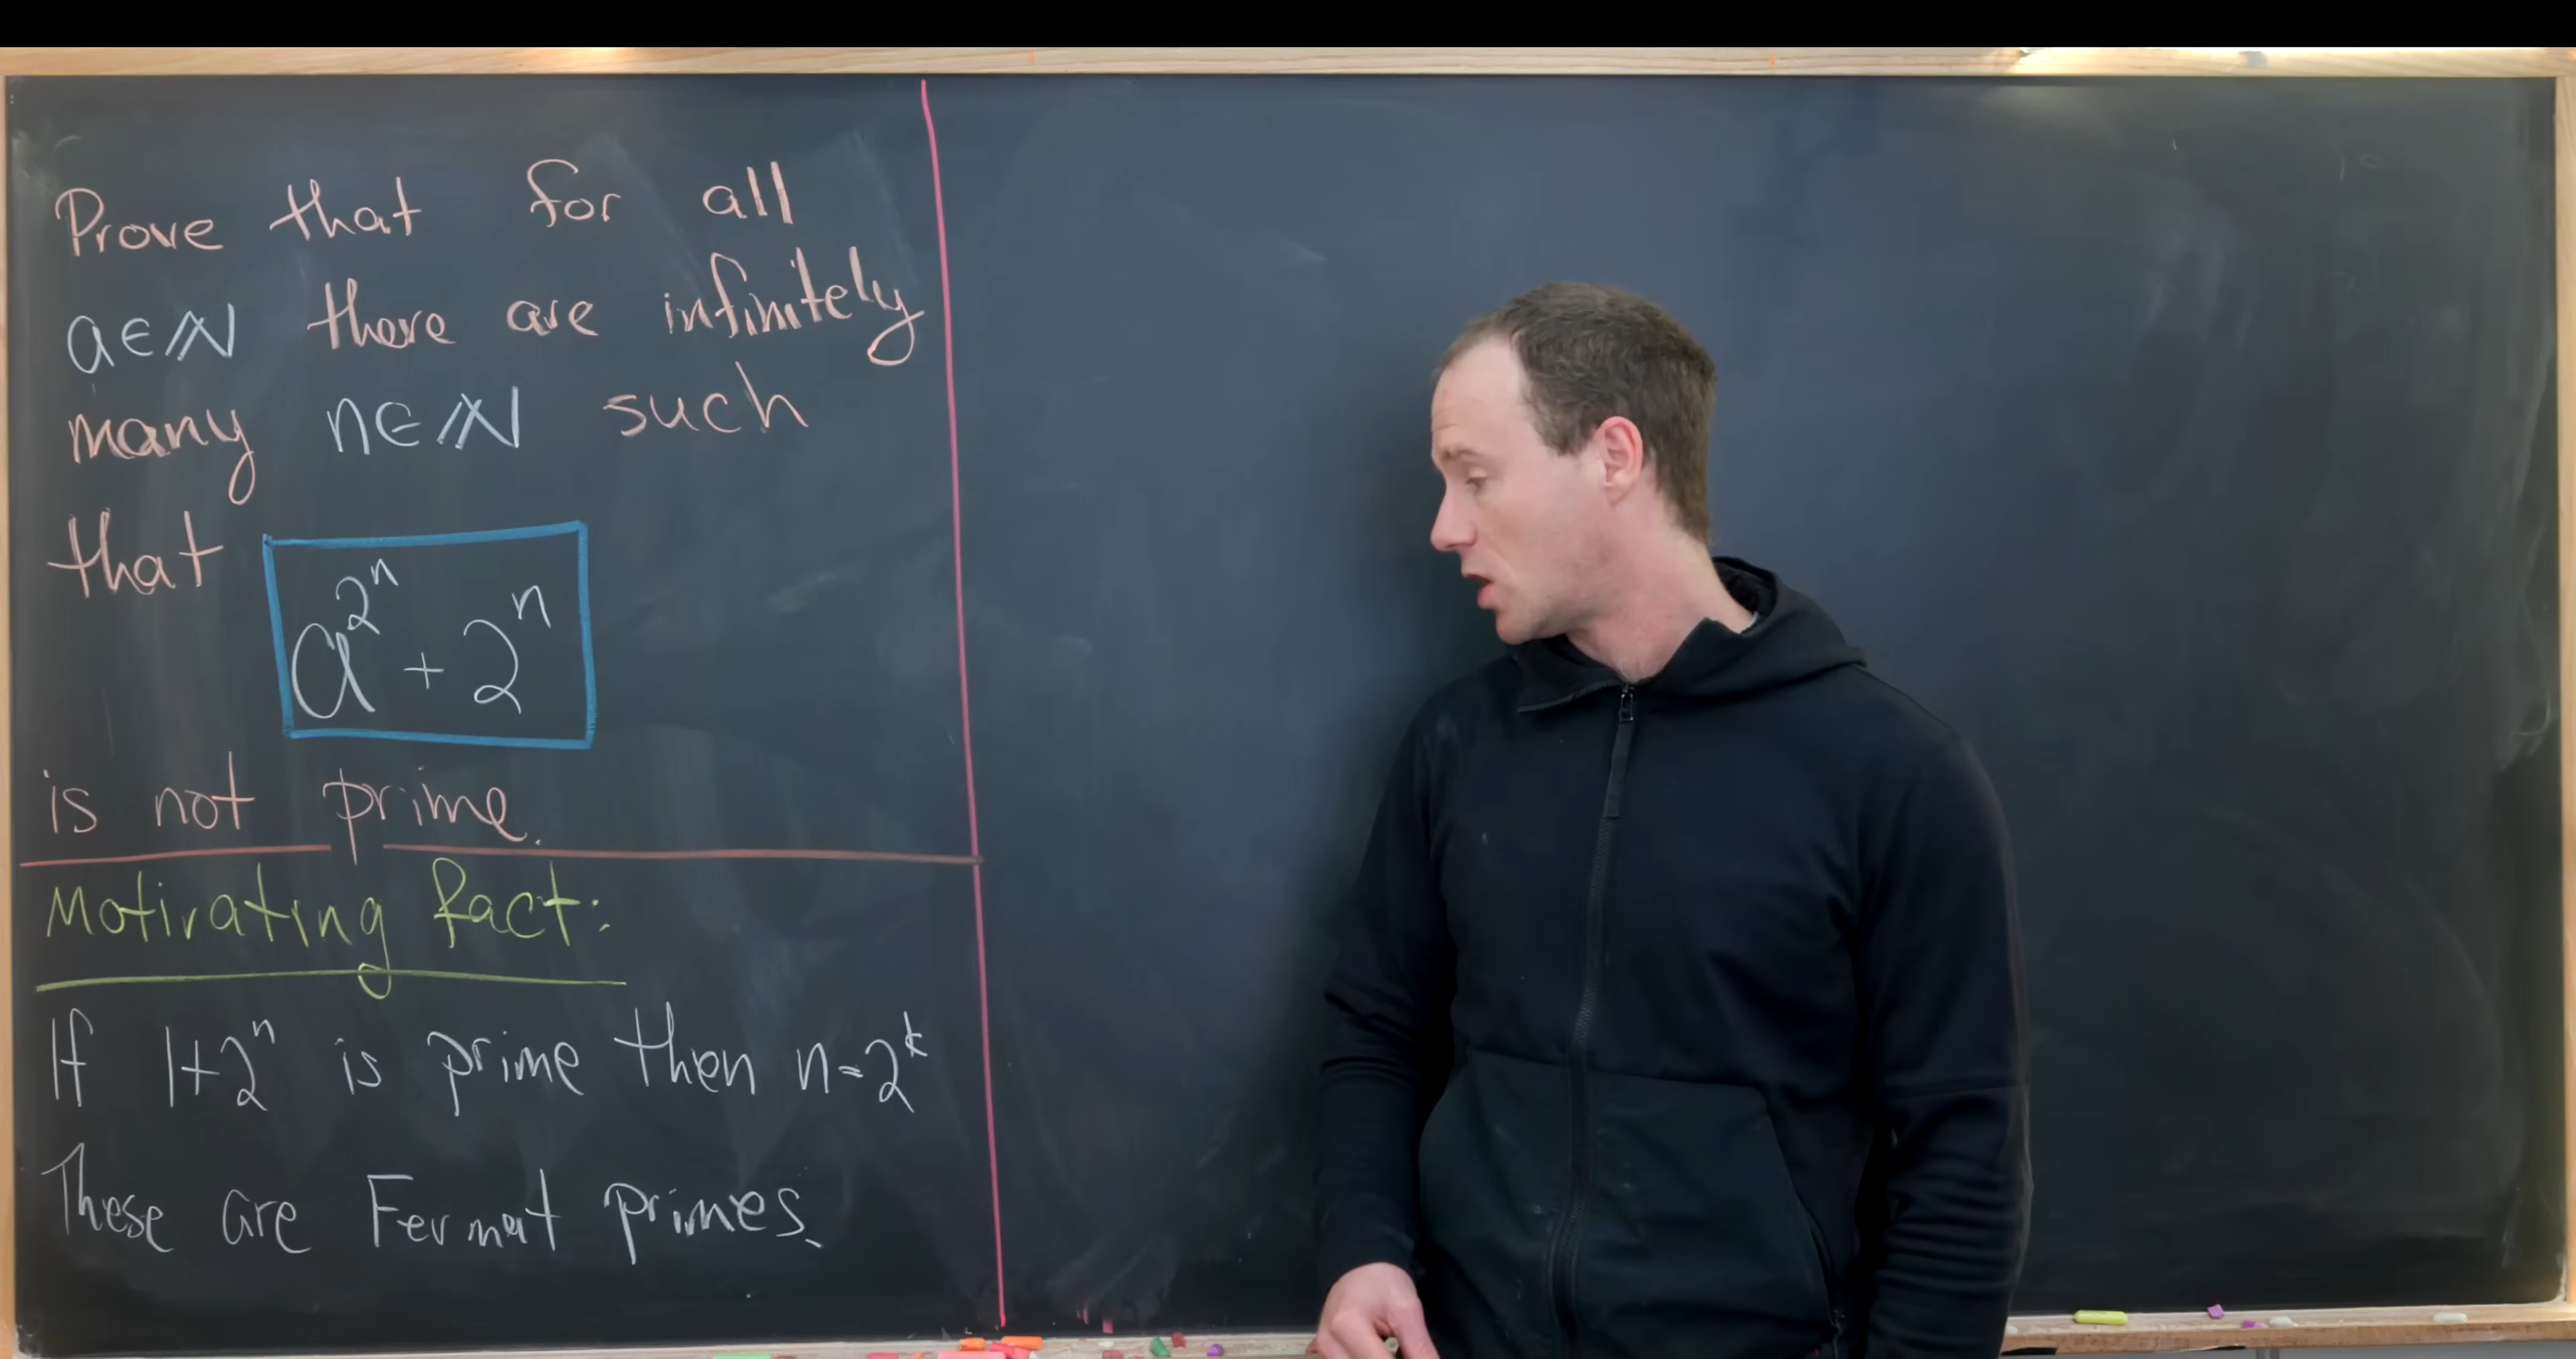 Prove that for all
a∈ℕ there are infinitely
many n∈ℕ such
that a^{2^n} + 2^n
is not prime.
Motivating fact:
If 1+2^n is prime then n=2^k
These are Fermat primes.